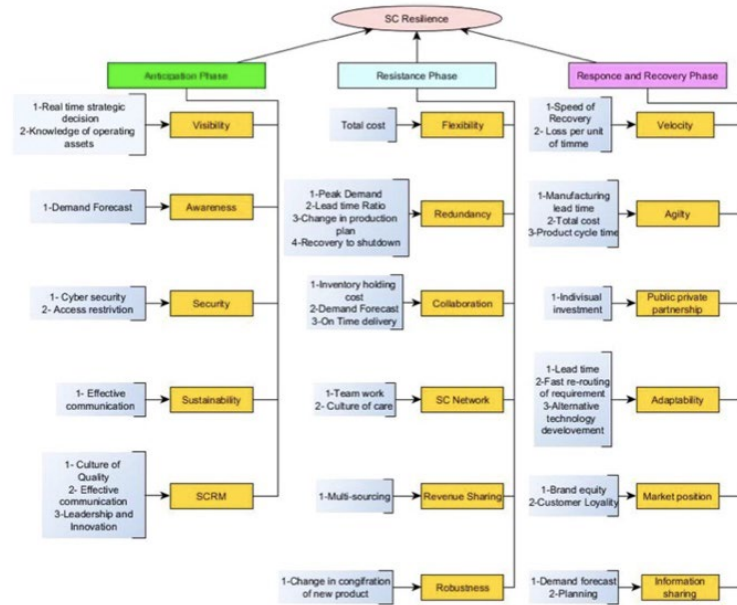 SC Resilience
Anticipation Phase
Resistance Phase
Responce and Recovery Phase
1-Real time strategic
decision
2-Knowledge of operating
assets
Visibility
Total cost
Flexibility
1-Speed of
Recovery
2- Loss per unit
of timme
Velocity
1-Demand Forecast
Awareness
1-Peak Demand
2-Lead time Ratio
3-Change in production
plan
4-Recovery to shutdown
Redundancy
1-Manufacturing
lead time
2-Total cost
3-Product cycle time
Agilty
1- Cyber security
2- Access restrivtion
Security
1-Inventory holding
cost
2-Demand Forecast
3-On Time delivery
Collaboration
1-Indivisual
investment
Public private
partnership
1- Effective
communication
Sustainability
1-Team work
2- Culture of care
SC Network
1-Lead time
2-Fast re-routing
of requirement
3-Alternative
technology
develovement
Adaptability
1- Culture of
Quality
2- Effective
communication
3-Leadership and
Innovation
SCRM
1-Multi-sourcing
Revenue Sharing
1-Brand equity
2-Customer Loyality
Market position
1-Change in congifration
of new product
Robustness
1-Demand forecast
2-Planning
Information
sharing